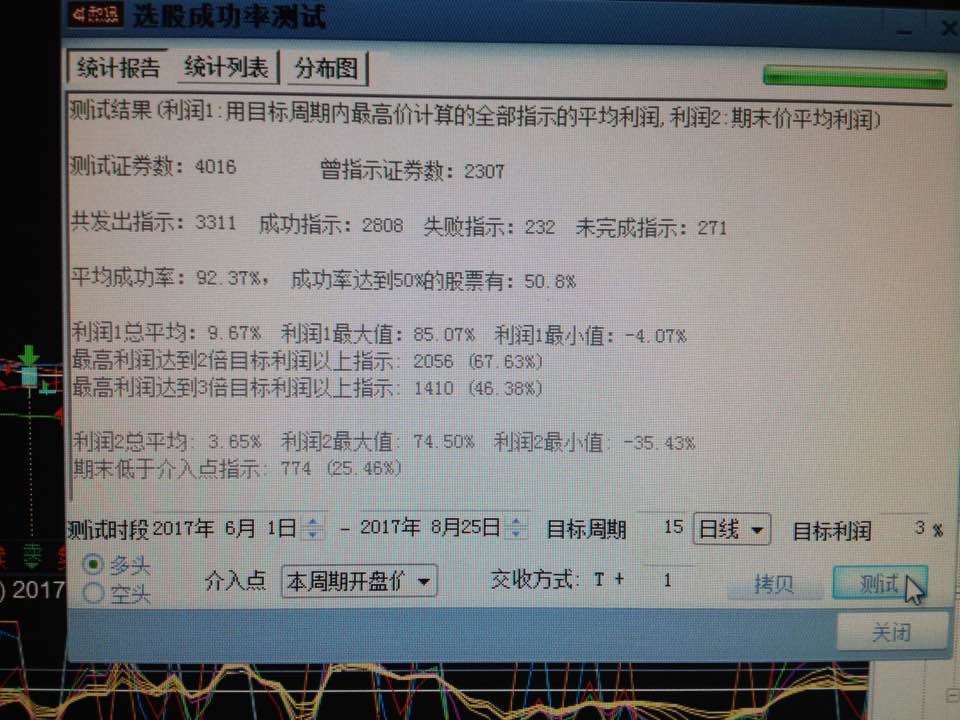 选股成功率测试
统计报告 统计列表 分布图
测试结果(利润1:用目标周期内最高价计算的全部指示的平均利润,利润2:期末价平均利润)
测试证券数: 4016 曾指示证券数: 2307
共发出指示: 3311 成功指示: 2808 失败指示: 232 未完成指示: 271
平均成功率: 92.37%, 成功率达到50%的股票有: 50.8%
利润1总平均: 9.67% 利润1最大值: 85.07% 利润1最小值: -4.07%
最高利润达到2倍目标利润以上指示: 2056 (67.63%)
最高利润达到3倍目标利润以上指示: 1410 (46.38%)
利润2总平均: 3.65% 利润2最大值: 74.50% 利润2最小值: -35.43%
期末低于介入点指示: 774 (25.46%)
测试时段 2017年 6月 1日 - 2017年 8月25日 目标周期 15 日线 目标利润 3 %
多头
空头
介入点 本周期开盘价 交收方式: T + 1 拷贝 测试
) 2017
关闭